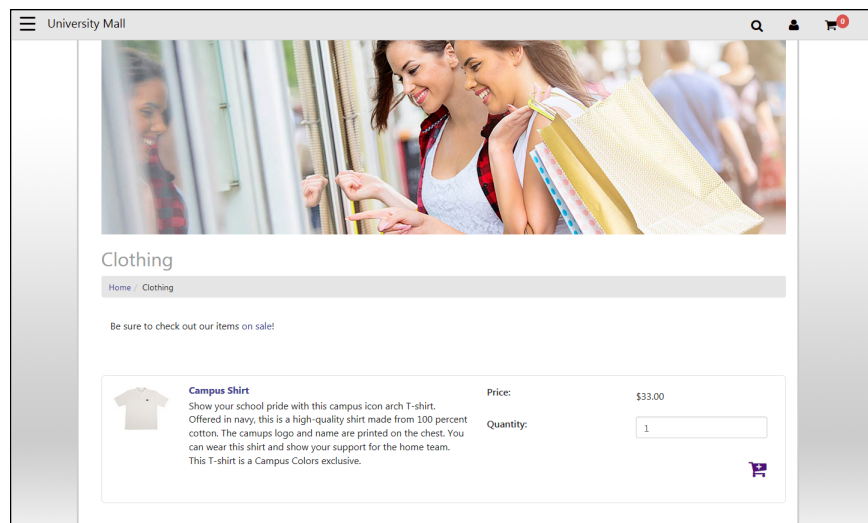 University Mall
0
Clothing
Home / Clothing
Be sure to check out our items on sale!
Campus Shirt
Show your school pride with this campus icon arch T-shirt.
Offered in navy, this is a high-quality shirt made from 100 percent
cotton. The camups logo and name are printed on the chest. You
can wear this shirt and show your support for the home team.
This T-shirt is a Campus Colors exclusive.
Price:
$33.00
Quantity:
1